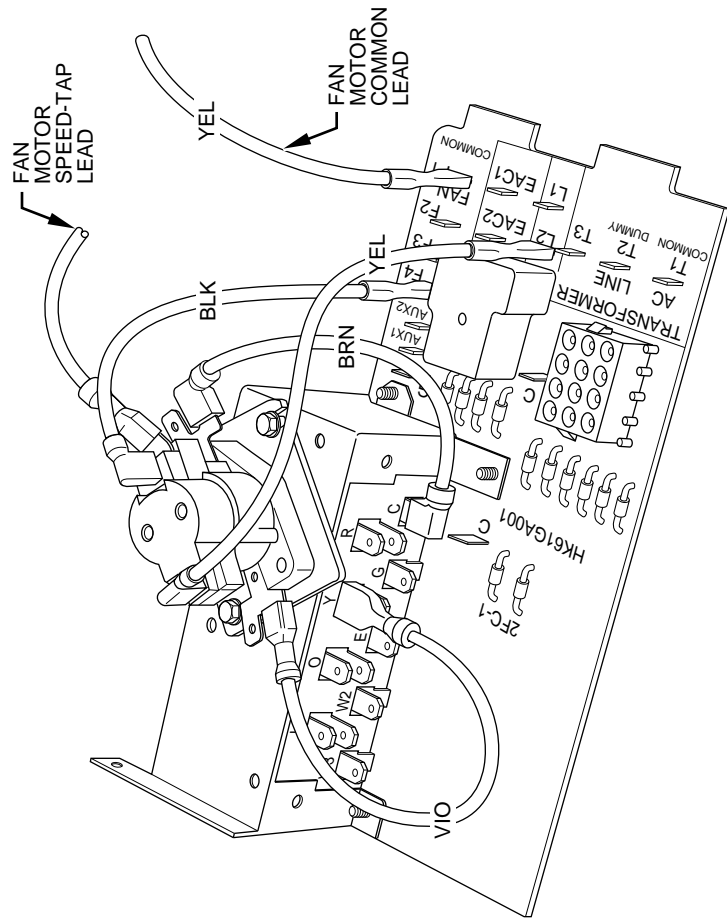 FAN
MOTOR
SPEED-TAP
LEAD
FAN
MOTOR
COMMON
LEAD
YEL
YEL
BLK
BRN
VIO
COMMON
FAN
F2
F3
F4
AUX2
AUX1
EAC1
EAC2
L1
L2
T3
T2
T1
DUMMY
COMMON
LINE
AC
TRANSFORMER
C
C
C
R
G
Y
E
O
W2
HK61GA001
2FC-1